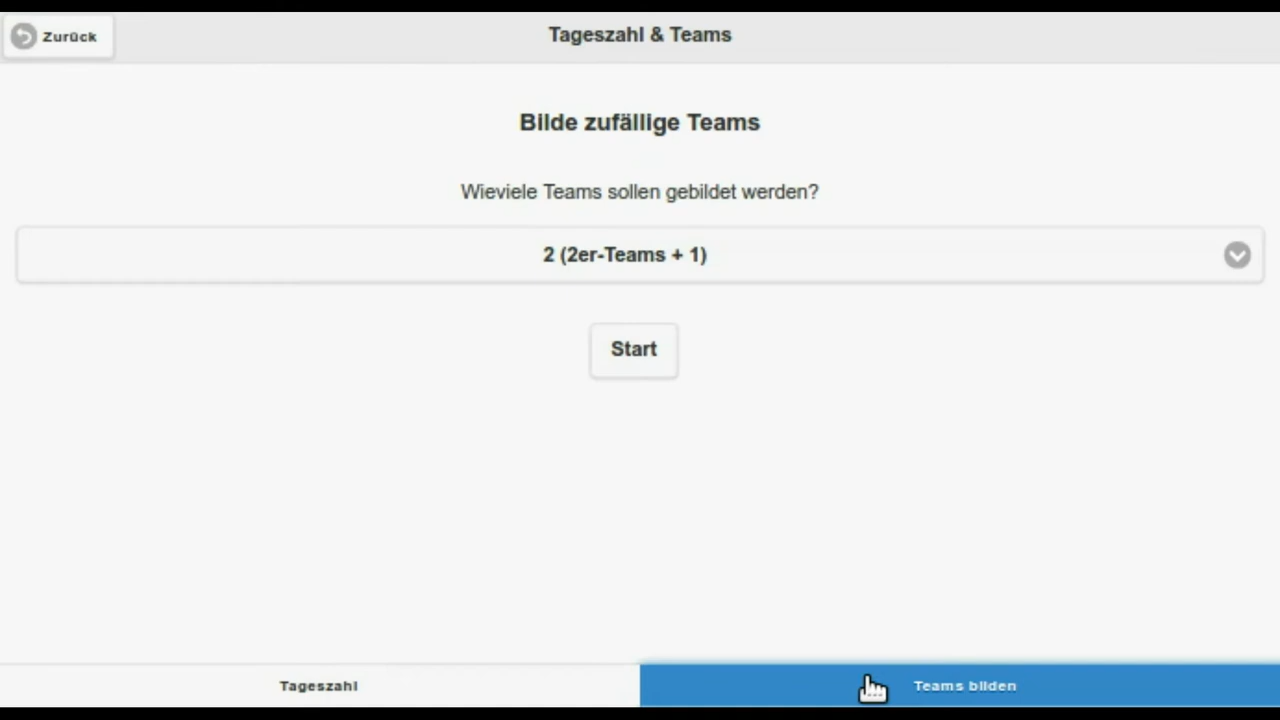 Zurück
Tageszahl & Teams
Bilde zufällige Teams
Wieviele Teams sollen gebildet werden?
2 (2er-Teams + 1)
Start
Tageszahl
Teams bilden